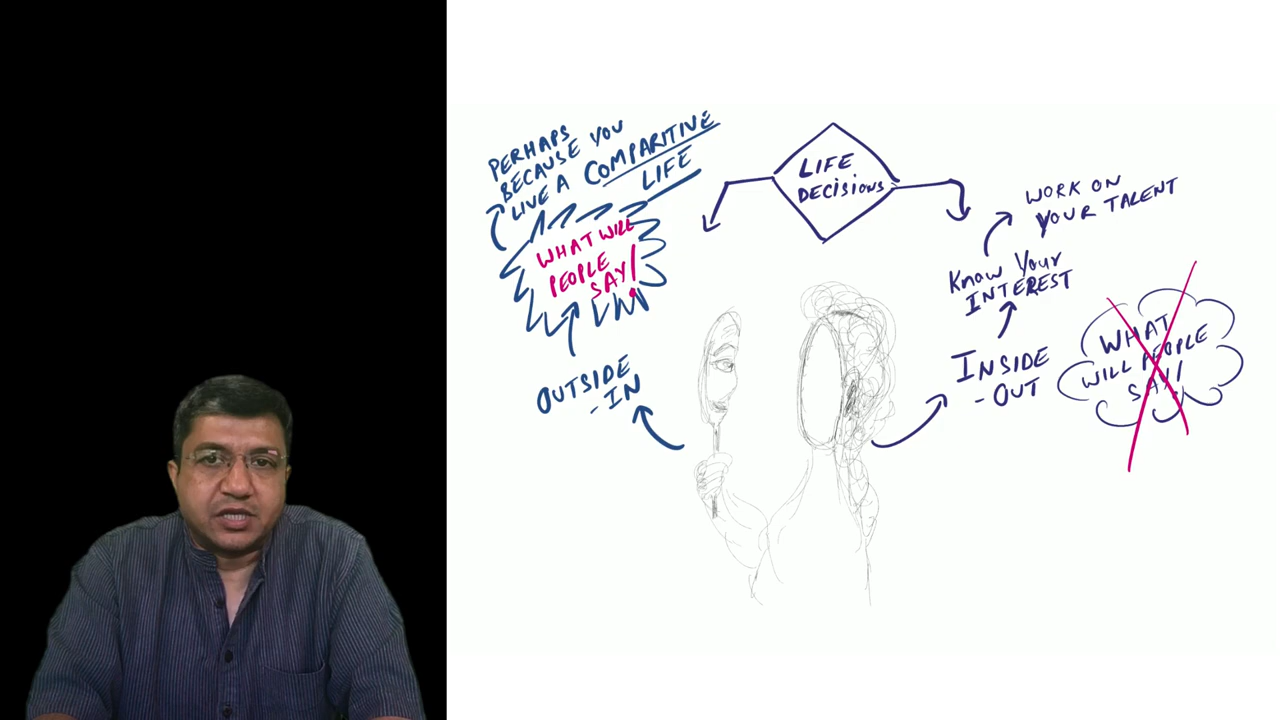 PERHAPS
BECAUSE YOU
LIVE A COMPARITIVE
LIFE
WHAT WILL
PEOPLE
SAY!
OUTSIDE
-IN
LIFE
DECISIONS
WORK ON
YOUR TALENT
Know Your
INTEREST
INSIDE
-OUT
WHAT
WILL PEOPLE
SAY!